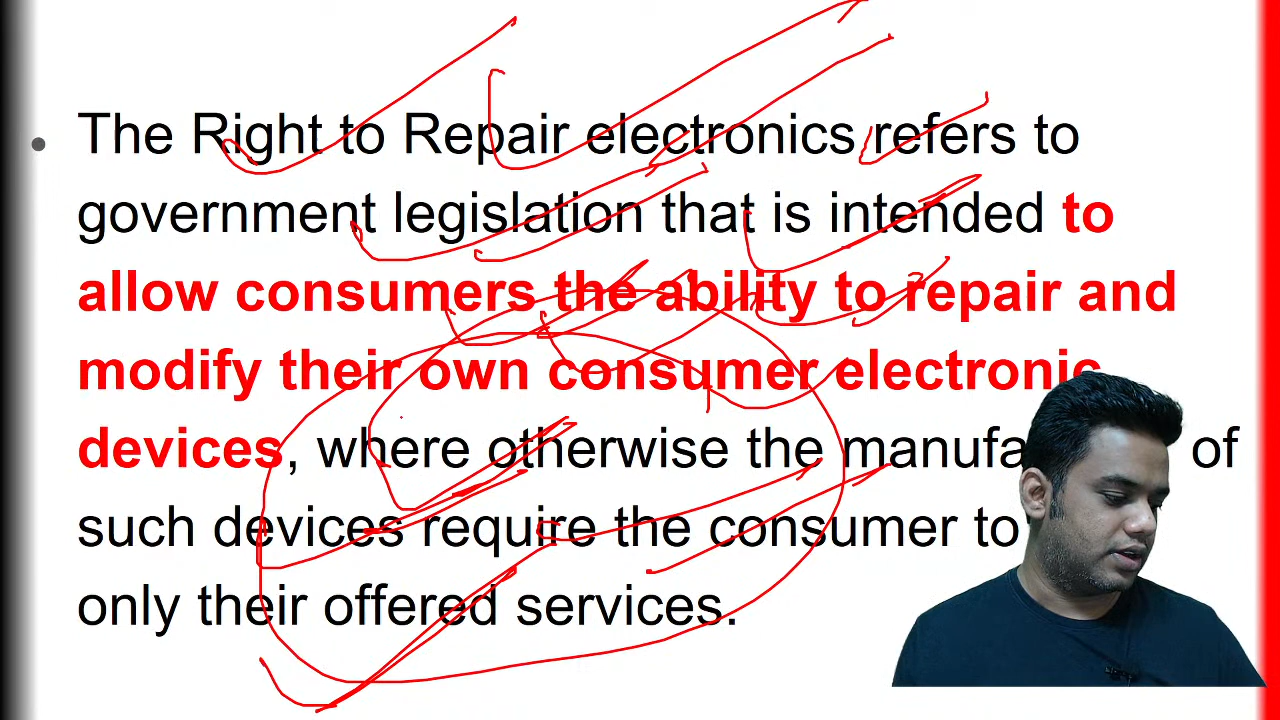 • The Right to Repair electronics refers to
government legislation that is intended to
allow consumers the ability to repair and
modify their own consumer electronic
devices, where otherwise the of
such devices require the consumer to
only their offered services.